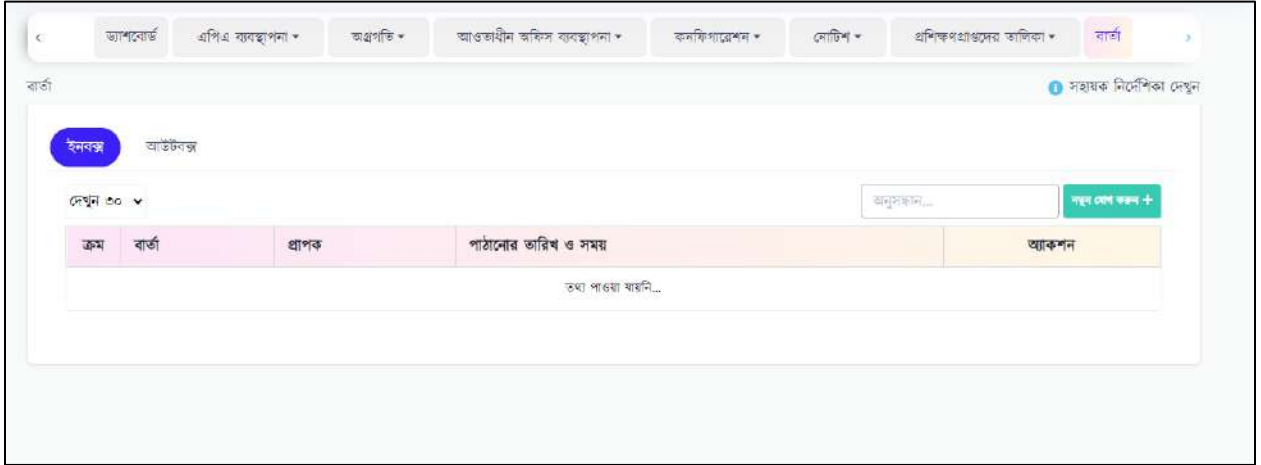 ড্যাশবোর্ড এপিএ ব্যবস্থাপনা অগ্রগতি আওতাধীন অফিস ব্যবস্থাপনা কনফিগারেশন নোটিশ প্রশিক্ষণপ্রাপ্তদের তালিকা বার্তা
বার্তা সহায়ক নির্দেশিকা দেখুন
ইনবক্স আউটবক্স
দেখুন ৩০ অনুসন্ধান... নতুন যোগ করুন +
ক্রম বার্তা প্রাপক পাঠানোর তারিখ ও সময় অ্যাকশন
তথ্য পাওয়া যায়নি...